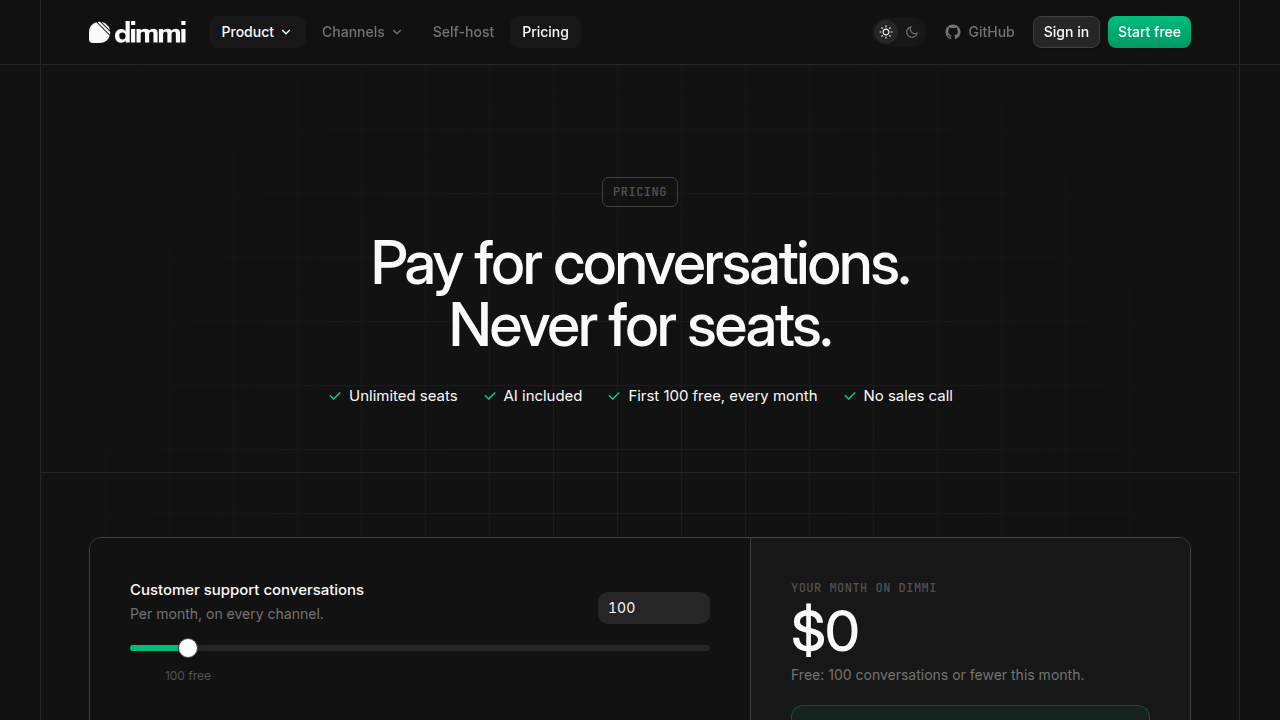 dimmi
Product
Channels
Self-host
Pricing
GitHub
Sign in
Start free
PRICING
Pay for conversations.
Never for seats.
Unlimited seats
AI included
First 100 free, every month
No sales call
Customer support conversations
Per month, on every channel.
100
100 free
YOUR MONTH ON DIMMI
$0
Free: 100 conversations or fewer this month.